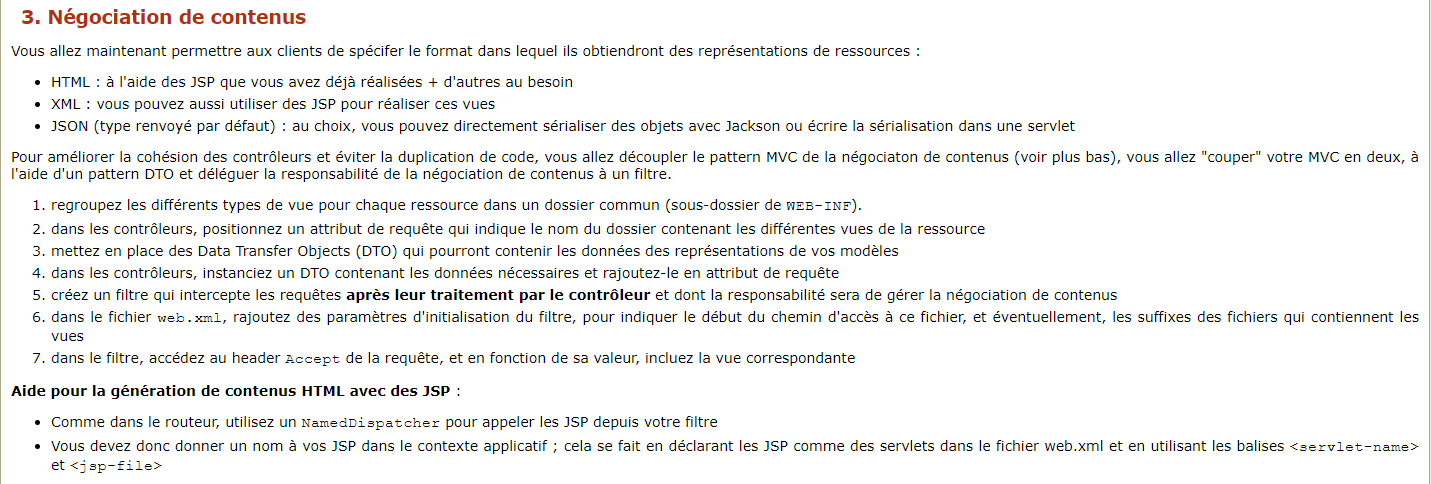 3. Négociation de contenus
Vous allez maintenant permettre aux clients de spécifer le format dans lequel ils obtiendront des représentations de ressources :
• HTML : à l'aide des JSP que vous avez déjà réalisées + d'autres au besoin
• XML : vous pouvez aussi utiliser des JSP pour réaliser ces vues
• JSON (type renvoyé par défaut) : au choix, vous pouvez directement sérialiser des objets avec Jackson ou écrire la sérialisation dans une servlet
Pour améliorer la cohésion des contrôleurs et éviter la duplication de code, vous allez découpler le pattern MVC de la négociaton de contenus (voir plus bas), vous allez "couper" votre MVC en deux, à
l'aide d'un pattern DTO et déléguer la responsabilité de la négociation de contenus à un filtre.
1. regroupez les différents types de vue pour chaque ressource dans un dossier commun (sous-dossier de WEB-INF).
2. dans les contrôleurs, positionnez un attribut de requête qui indique le nom du dossier contenant les différentes vues de la ressource
3. mettez en place des Data Transfer Objects (DTO) qui pourront contenir les données des représentations de vos modèles
4. dans les contrôleurs, instanciez un DTO contenant les données nécessaires et rajoutez-le en attribut de requête
5. créez un filtre qui intercepte les requêtes après leur traitement par le contrôleur et dont la responsabilité sera de gérer la négociation de contenus
6. dans le fichier web.xml, rajoutez des paramètres d'initialisation du filtre, pour indiquer le début du chemin d'accès à ce fichier, et éventuellement, les suffixes des fichiers qui contiennent les
vues
7. dans le filtre, accédez au header Accept de la requête, et en fonction de sa valeur, incluez la vue correspondante
Aide pour la génération de contenus HTML avec des JSP :
• Comme dans le routeur, utilisez un NamedDispatcher pour appeler les JSP depuis votre filtre
• Vous devez donc donner un nom à vos JSP dans le contexte applicatif ; cela se fait en déclarant les JSP comme des servlets dans le fichier web.xml et en utilisant les balises <servlet-name>
et <jsp-file>